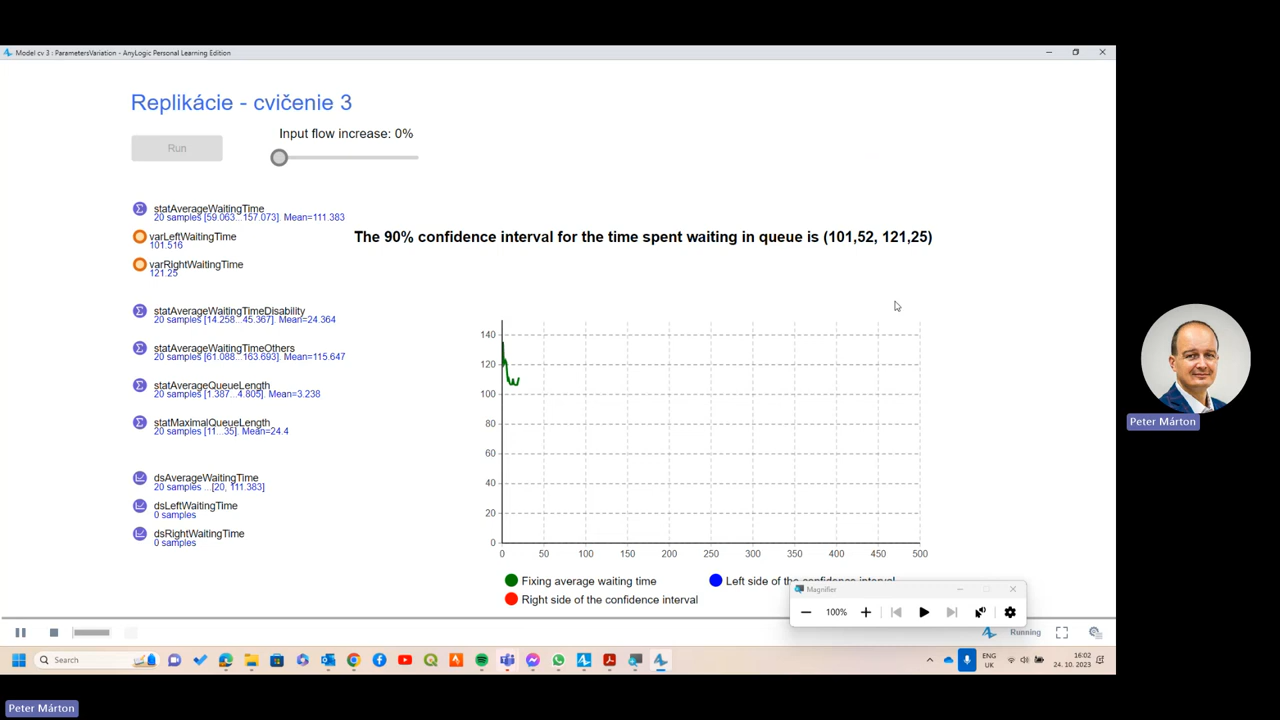 Model cv 3 : ParametersVariation - AnyLogic Personal Learning Edition
Replikácie - cvičenie 3
Run
Input flow increase: 0%
statAverageWaitingTime
20 samples [59.063...157.073]. Mean=111.383
varLeftWaitingTime
101.516
varRightWaitingTime
121.25
The 90% confidence interval for the time spent waiting in queue is (101,52, 121,25)
statAverageWaitingTimeDisability
20 samples [14.258...45.367]. Mean=24.364
statAverageWaitingTimeOthers
20 samples [61.088...163.693]. Mean=115.647
statAverageQueueLength
20 samples [1.387...4.805]. Mean=3.238
statMaximalQueueLength
20 samples [11...35]. Mean=24.4
dsAverageWaitingTime
20 samples ...[20, 111.383]
dsLeftWaitingTime
0 samples
dsRightWaitingTime
0 samples
140
120
100
80
60
40
20
0
0 50 100 150 200 250 300 350 400 450 500
Fixing average waiting time
Left side of the confidence interval
Right side of the confidence interval
Magnifier
100%
Running
Search
ENG
UK
16:02
24. 10. 2023
Peter Márton
Peter Márton